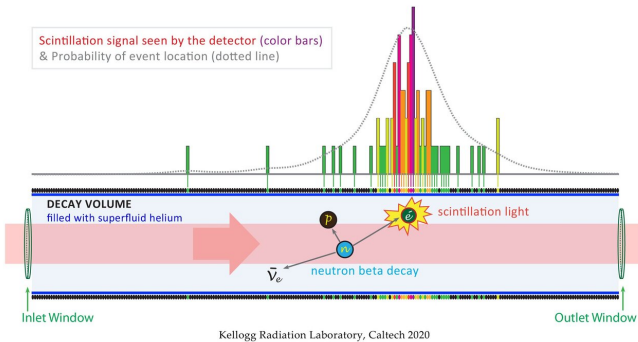 Scintillation signal seen by the detector (color bars)
& Probability of event location (dotted line)
DECAY VOLUME
filled with superfluid helium
p
e⃗
scintillation light
n
neutron beta decay
ν̄ₑ
Inlet Window
Outlet Window
Kellogg Radiation Laboratory, Caltech 2020